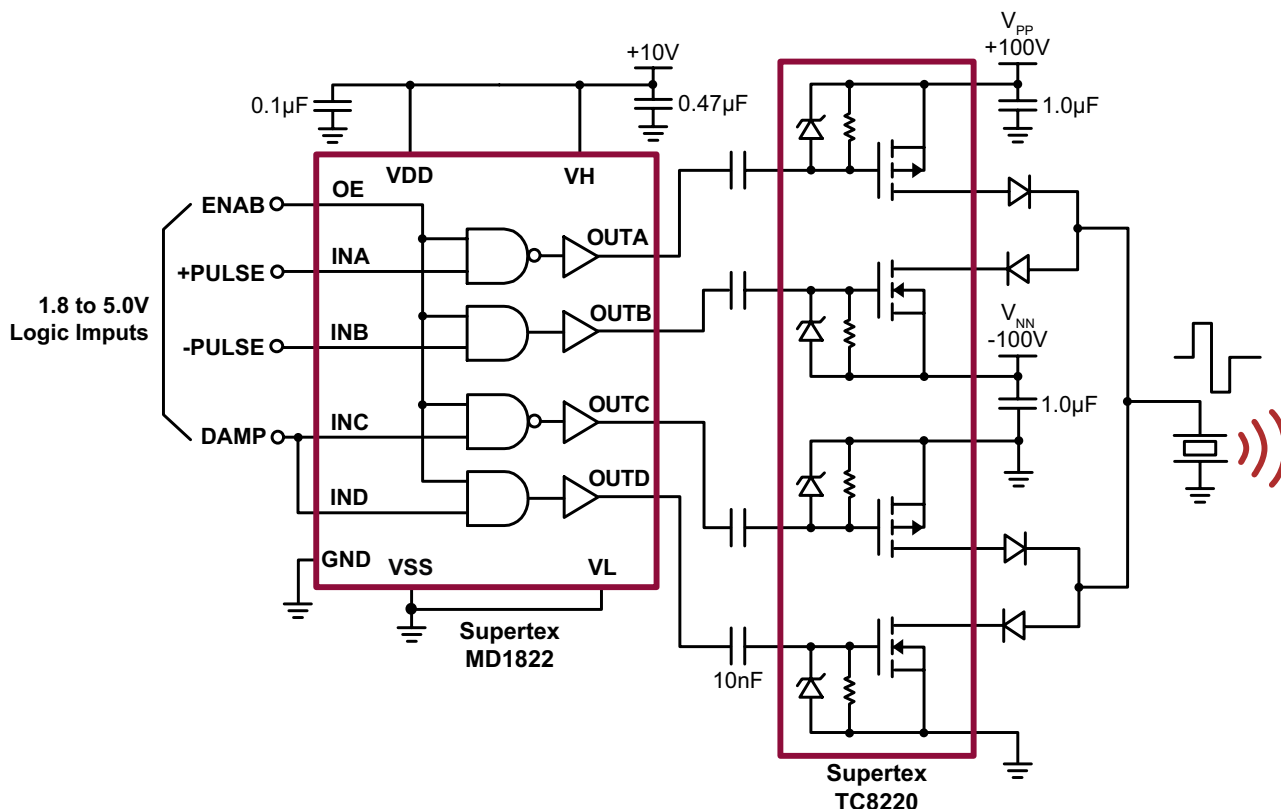 V_PP
+100V
+10V
0.1µF
0.47µF
1.0µF
VDD
VH
OE
ENAB
OUTA
INA
+PULSE
1.8 to 5.0V
Logic Imputs
OUTB
INB
-PULSE
V_NN
-100V
1.0µF
OUTC
INC
DAMP
OUTD
IND
GND
VSS
VL
Supertex
MD1822
10nF
Supertex
TC8220